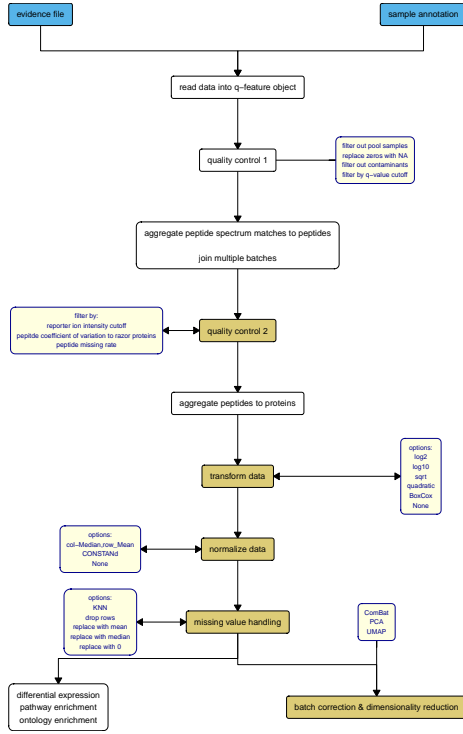 evidence file
sample annotation
read data into q-feature object
quality control 1
filter out pool samples
replace zeros with NA
filter out contaminants
filter by q-value cutoff
aggregate peptide spectrum matches to peptides
join multiple batches
filter by:
reporter ion intensity cutoff
pepitde coefficient of variation to razor proteins
peptide missing rate
quality control 2
aggregate peptides to proteins
transform data
options:
log2
log10
sqrt
quadratic
BoxCox
None
options:
col-Median,row_Mean
CONSTANd
None
normalize data
options:
KNN
drop rows
replace with mean
replace with median
replace with 0
missing value handling
ComBat
PCA
UMAP
differential expression
pathway enrichment
ontology enrichment
batch correction & dimensionality reduction